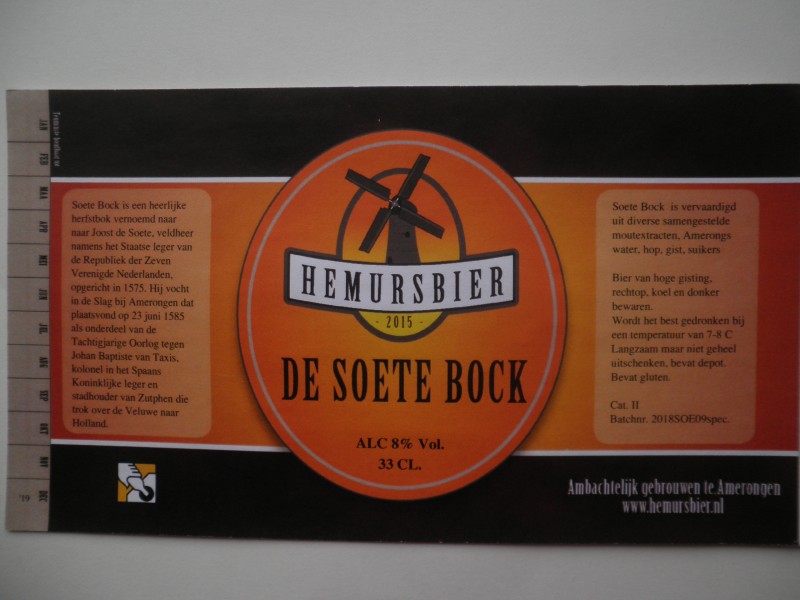 Tenminste houdbaar tot
JAN
FEB
MAA
APR
MEI
JUN
JUL
AUG
SEP
OKT
NOV
DEC
'19
Soete Bock is een heerlijke
herfstbok vernoemd naar
naar Joost de Soete, veldheer
namens het Staatse leger van
de Republiek der Zeven
Verenigde Nederlanden,
opgericht in 1575. Hij vocht
in de Slag bij Amerongen dat
plaatsvond op 23 juni 1585
als onderdeel van de
Tachtigjarige Oorlog tegen
Johan Baptiste van Taxis,
kolonel in het Spaans
Koninklijke leger en
stadhouder van Zutphen die
trok over de Veluwe naar
Holland.
HEMURSBIER
- 2015 -
DE SOETE BOCK
ALC 8% Vol.
33 CL.
Soete Bock is vervaardigd
uit diverse samengestelde
moutextracten, Amerongs
water, hop, gist, suikers
Bier van hoge gisting,
rechtop, koel en donker
bewaren.
Wordt het best gedronken bij
een temperatuur van 7-8 C
Langzaam maar niet geheel
uitschenken, bevat depot.
Bevat gluten.
Cat. II
Batchnr. 2018SOE09spec.
Ambachtelijk gebrouwen te Amerongen
www.hemursbier.nl